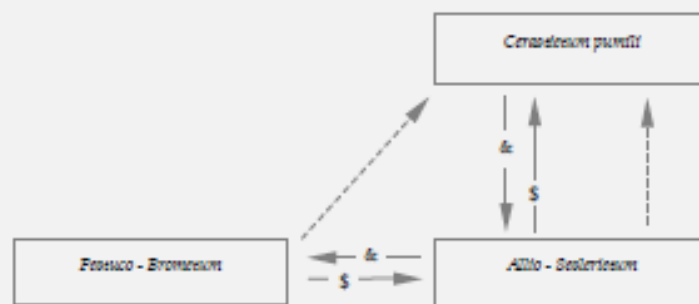 Cerastietum pumili
&
$
Festuco - Brometum
&
$
Allio - Seslerietum